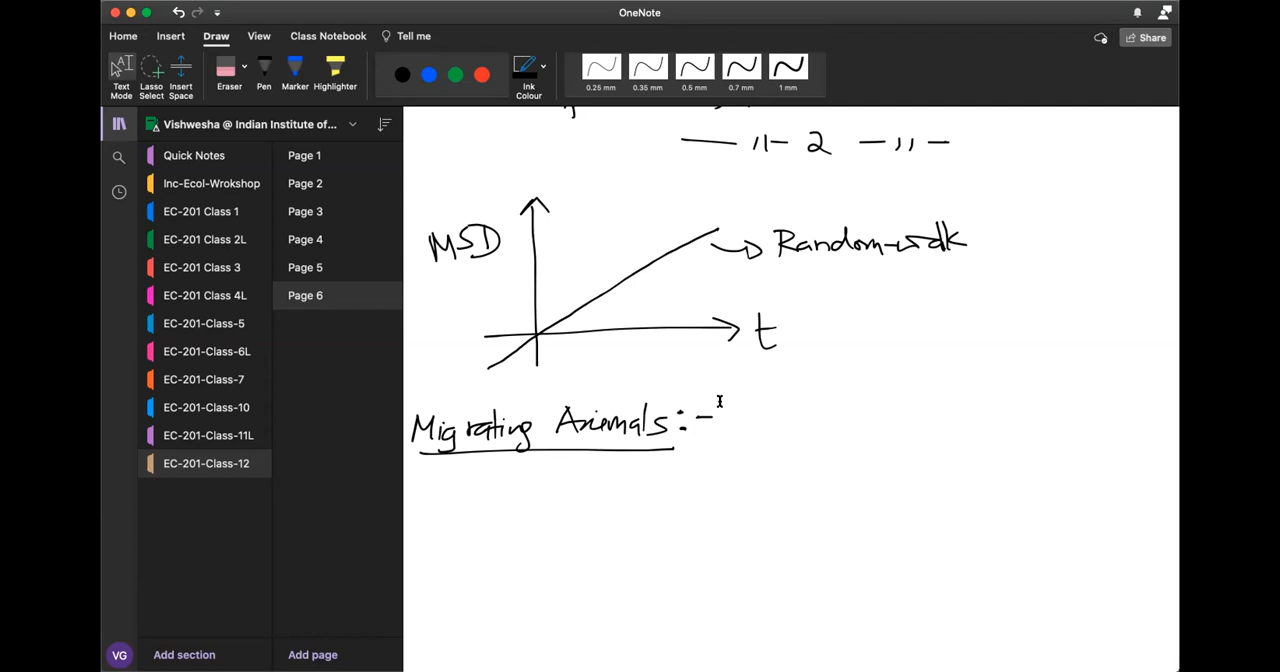 OneNote
Home Insert Draw View Class Notebook Tell me
Share
Text Mode
Lasso Select
Insert Space
Eraser
Pen
Marker
Highlighter
Ink Colour
0.25 mm 0.35 mm 0.5 mm 0.7 mm 1 mm
Vishwesha @ Indian Institute of...
Quick Notes
Inc-Ecol-Wrokshop
EC-201 Class 1
EC-201 Class 2L
EC-201 Class 3
EC-201 Class 4L
EC-201-Class-5
EC-201-Class-6L
EC-201-Class-7
EC-201-Class-10
EC-201-Class-11L
EC-201-Class-12
Page 1
Page 2
Page 3
Page 4
Page 5
Page 6
— 〃 - 2 - 〃 -
MSD
Random-walk
t
Migrating Animals :-
VG
Add section
Add page